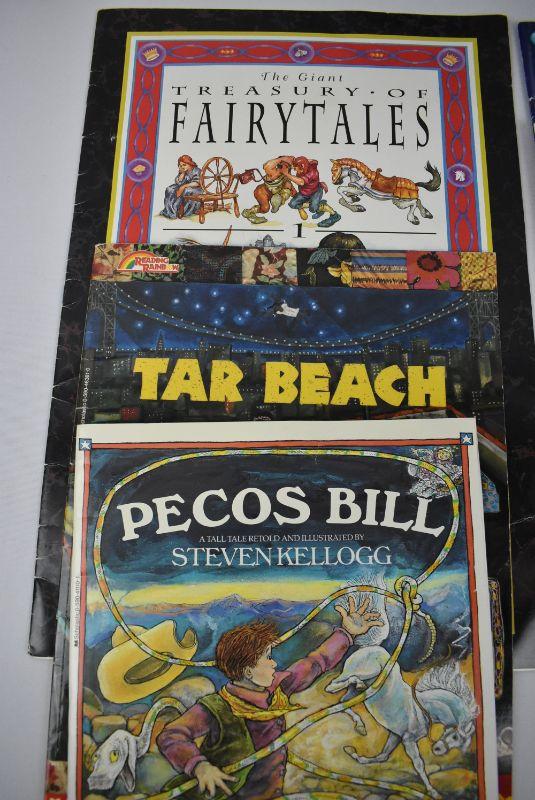 The Giant
TREASURY · OF
FAIRYTALES
1
READING
RAINBOW
TAR BEACH
PECOS BILL
A TALL TALE RETOLD AND ILLUSTRATED BY
STEVEN KELLOGG